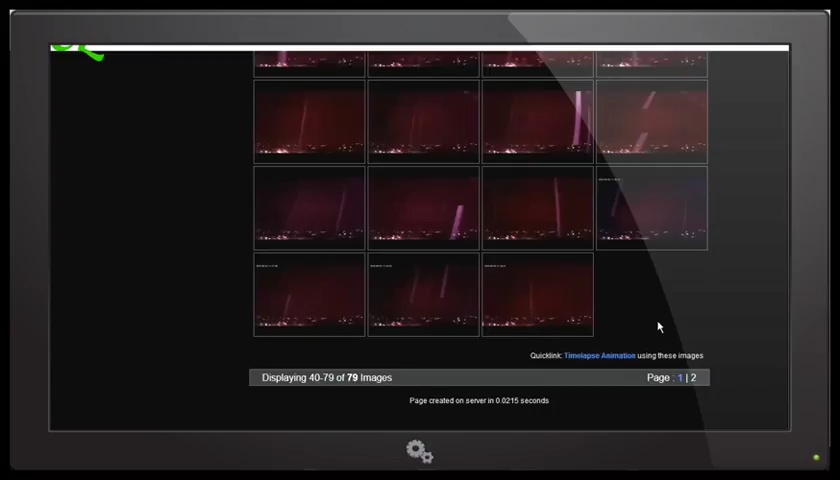 Quicklink: Timelapse Animation using these images
Displaying 40-79 of 79 Images
Page : 1 | 2
Page created on server in 0.0215 seconds